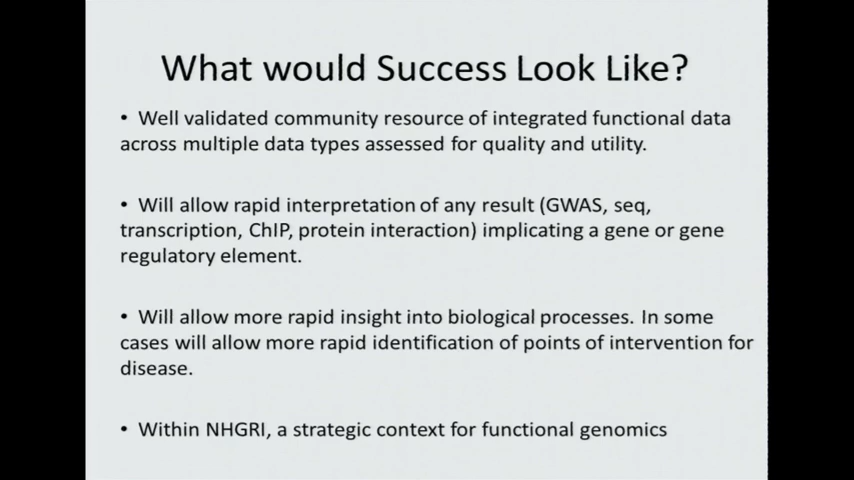 What would Success Look Like?
• Well validated community resource of integrated functional data
across multiple data types assessed for quality and utility.
• Will allow rapid interpretation of any result (GWAS, seq,
transcription, ChIP, protein interaction) implicating a gene or gene
regulatory element.
• Will allow more rapid insight into biological processes. In some
cases will allow more rapid identification of points of intervention for
disease.
• Within NHGRI, a strategic context for functional genomics